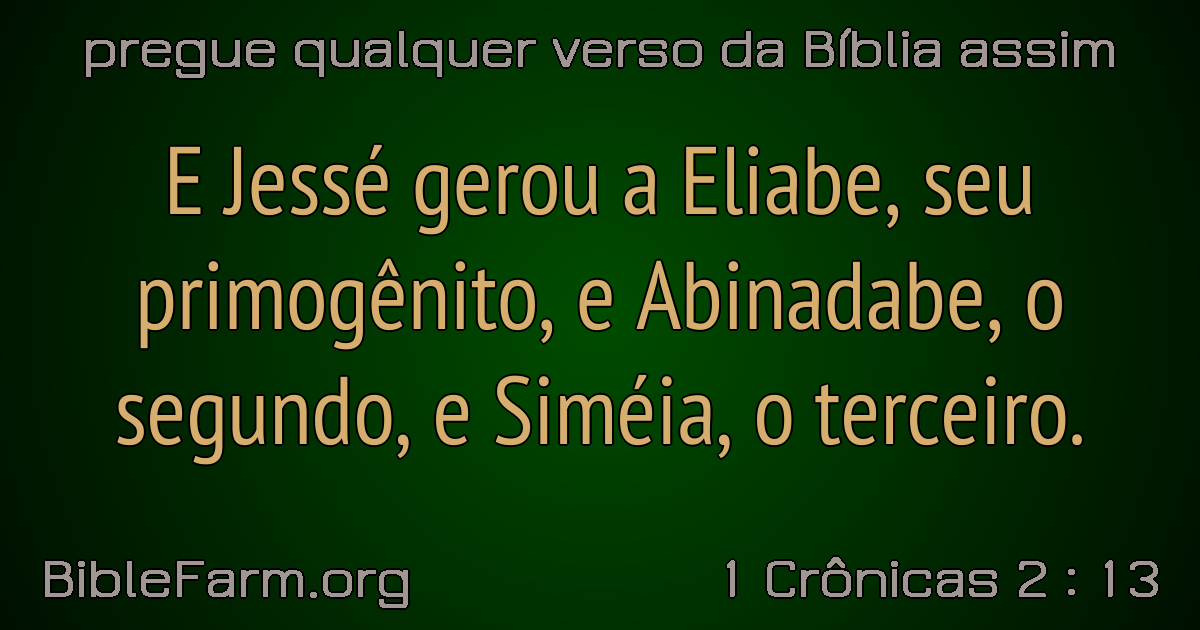 pregue qualquer verso da Bíblia assim
E Jessé gerou a Eliabe, seu
primogênito, e Abinadabe, o
segundo, e Siméia, o terceiro.
BibleFarm.org
1 Crônicas 2 : 13